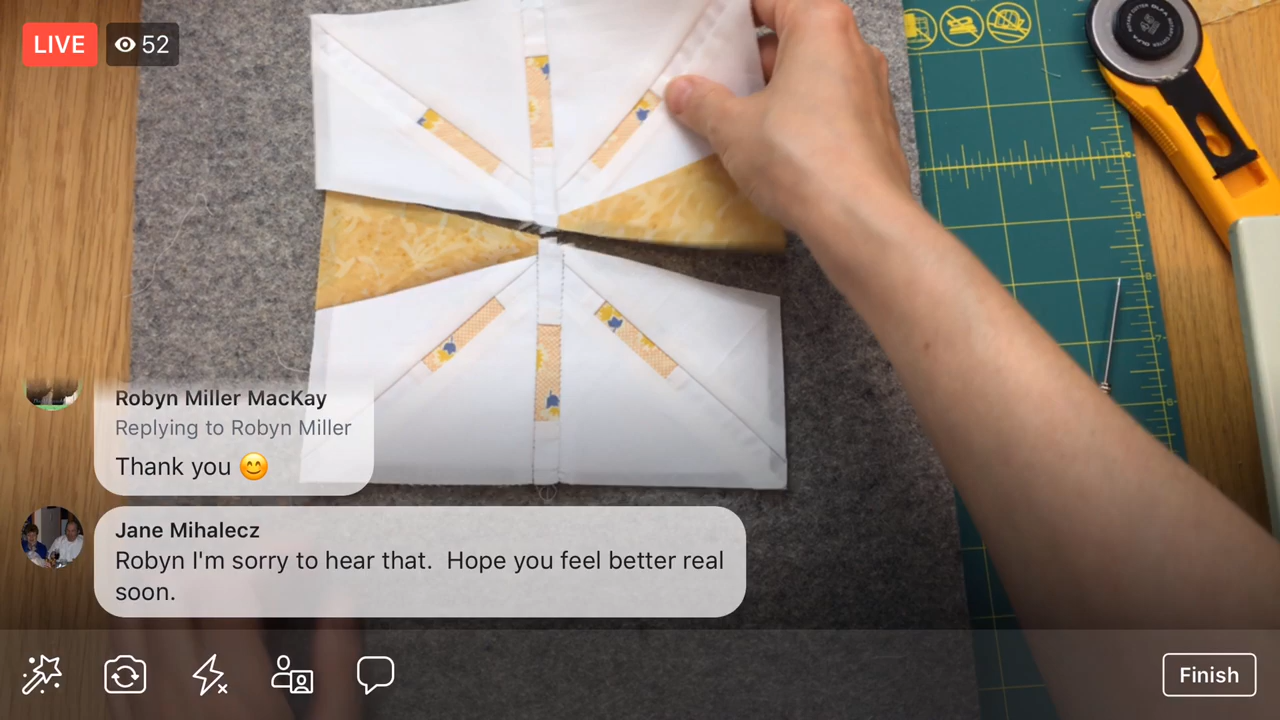 LIVE
52
OLFA
Robyn Miller MacKay
Replying to Robyn Miller
Thank you 😊
Jane Mihalecz
Robyn I'm sorry to hear that.  Hope you feel better real
soon.
Finish